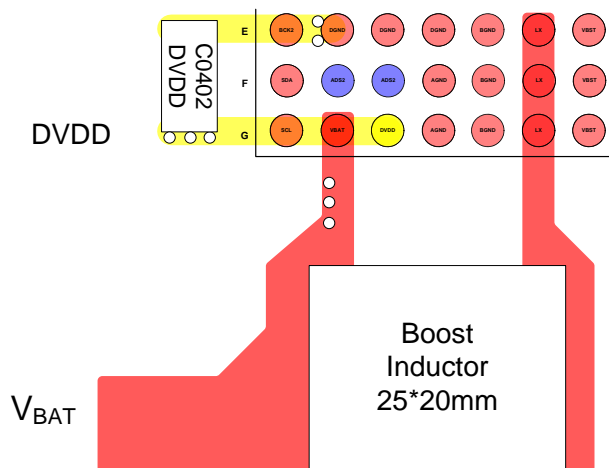 E BCK2 DGND DGND DGND BGND LX VBST
C0402
DVDD
F SDA ADS2 ADS2 AGND BGND LX VBST
DVDD
G SCL VBAT DVDD AGND BGND LX VBST
Boost
Inductor
25*20mm
VBAT